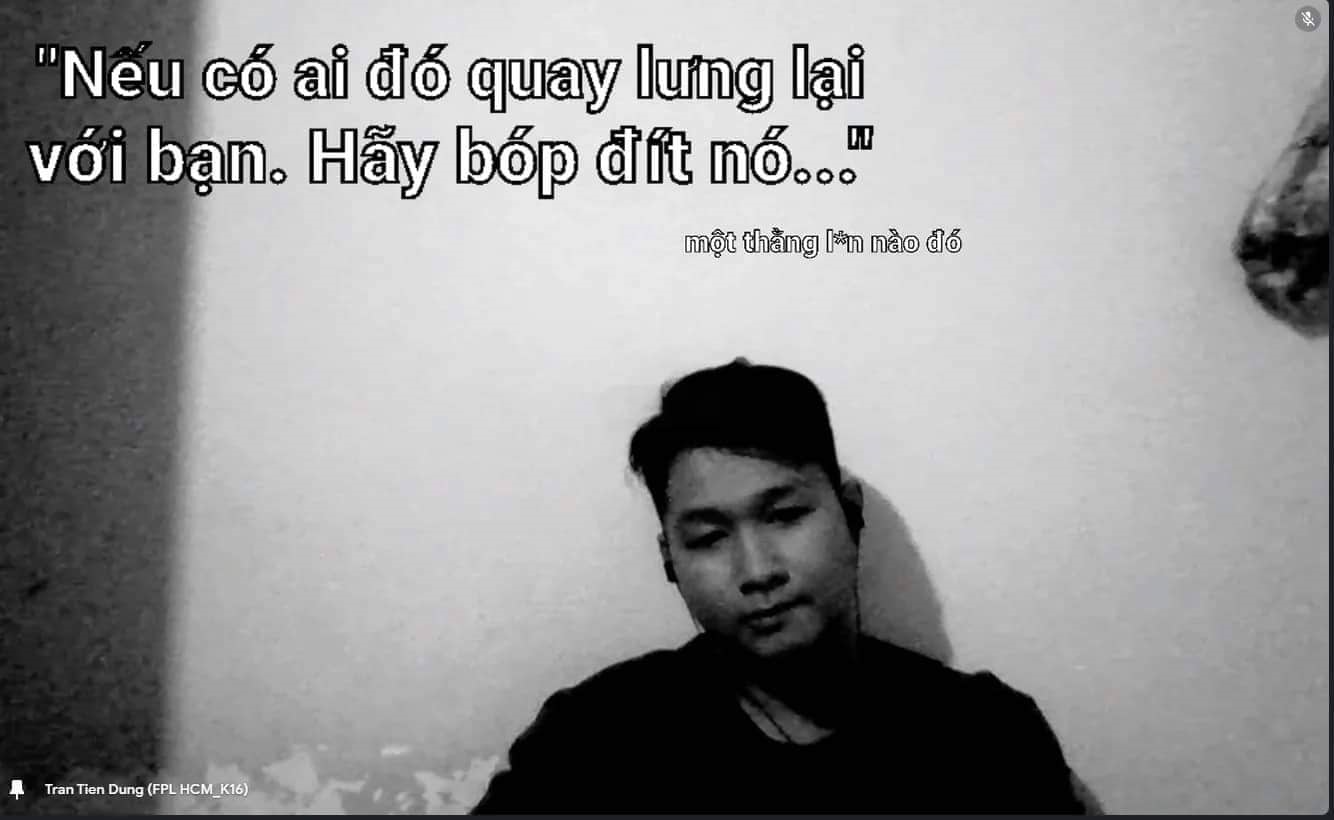 "Nếu có ai đó quay lưng lại
với bạn. Hãy bóp đít nó..."
một thằng l*n nào đó
Tran Tien Dung (FPL HCM_K16)